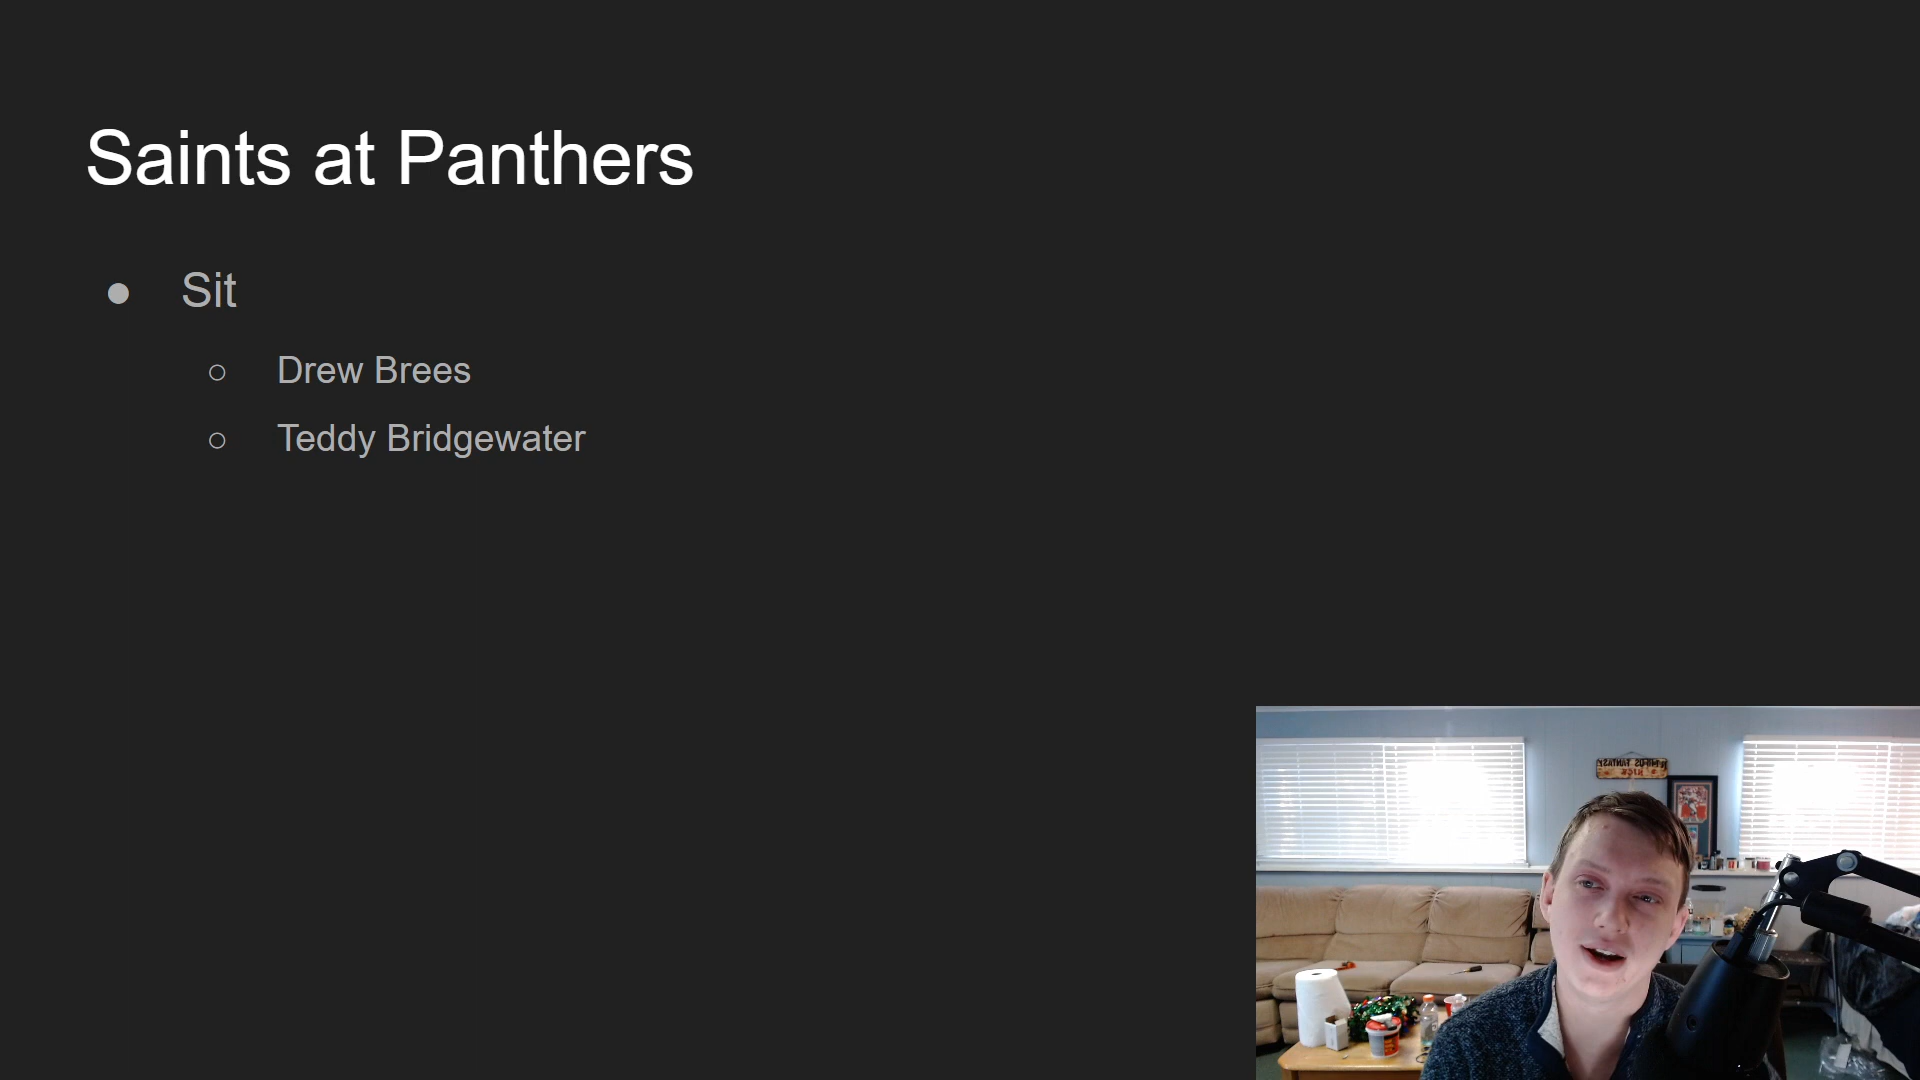 Saints at Panthers
Sit
Drew Brees
Teddy Bridgewater